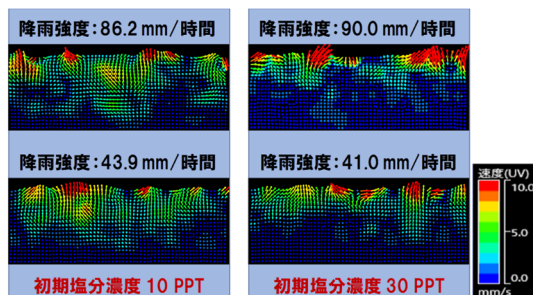 降雨強度:86.2 mm/時間
降雨強度:90.0 mm/時間
降雨強度:43.9 mm/時間
降雨強度:41.0 mm/時間
速度(UV)
10.0
5.0
0.0
mm/s
初期塩分濃度 10 PPT
初期塩分濃度 30 PPT